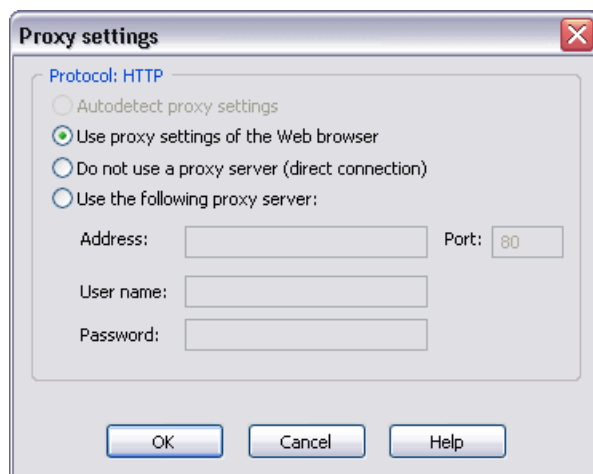 Proxy settings
Protocol: HTTP
Autodetect proxy settings
Use proxy settings of the Web browser
Do not use a proxy server (direct connection)
Use the following proxy server:
Address: Port: 80
User name:
Password:
OK Cancel Help